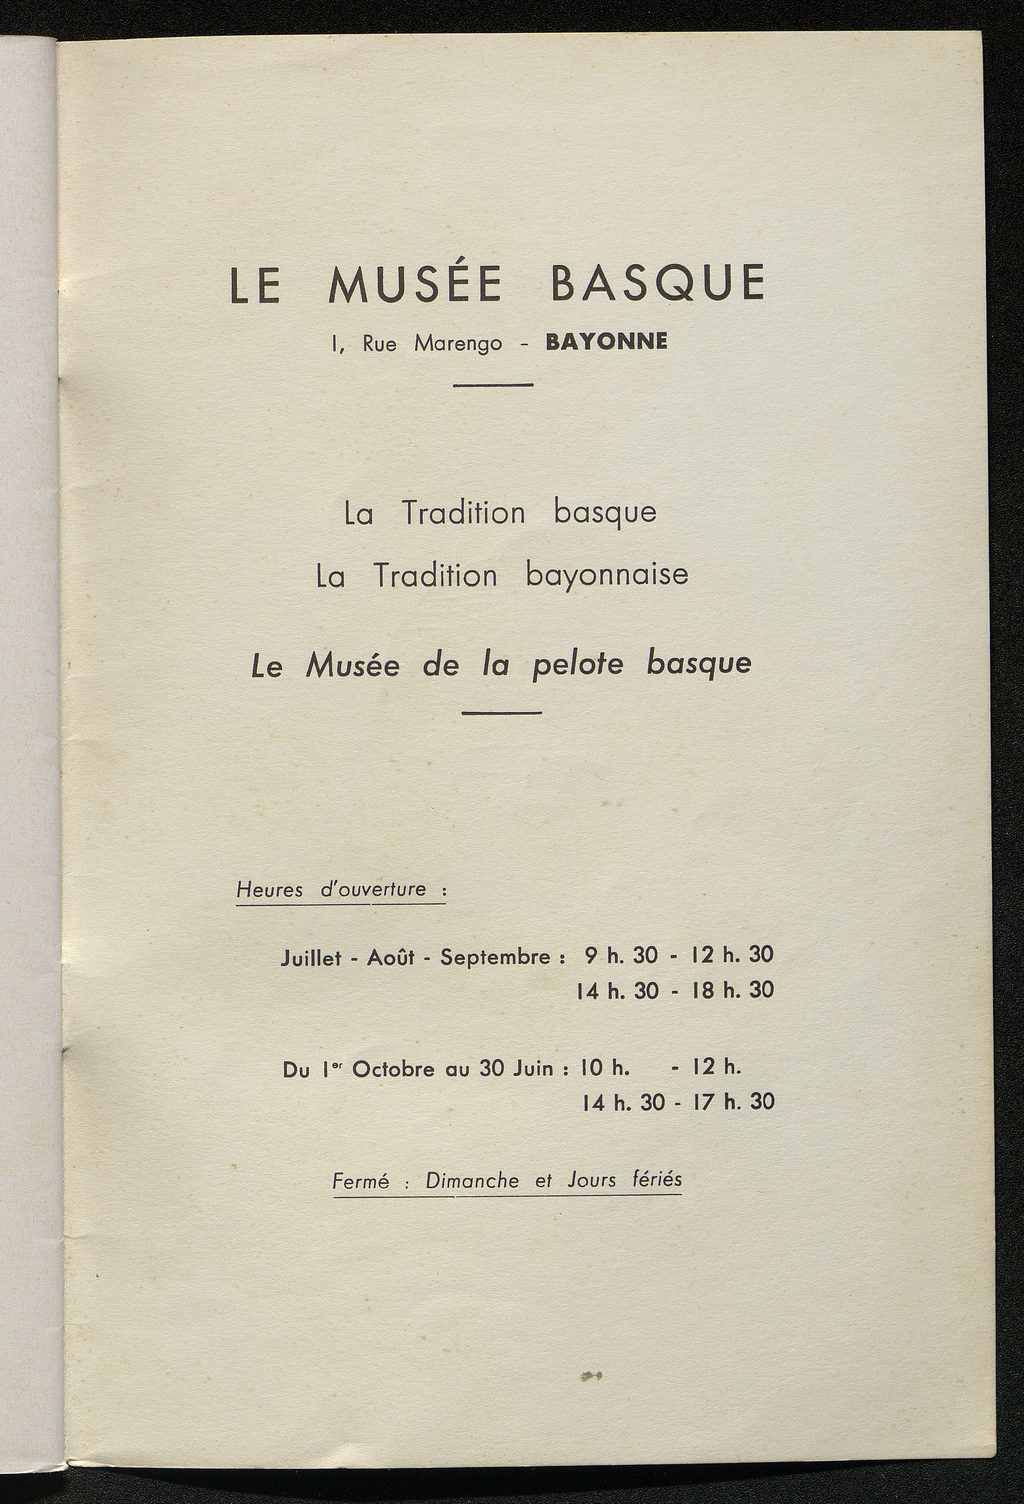 LE MUSÉE BASQUE
1, Rue Marengo - BAYONNE
La Tradition basque
La Tradition bayonnaise
Le Musée de la pelote basque
Heures d'ouverture :
Juillet - Août - Septembre : 9 h. 30 - 12 h. 30
14 h. 30 - 18 h. 30
Du 1er Octobre au 30 Juin : 10 h. - 12 h.
14 h. 30 - 17 h. 30
Fermé : Dimanche et Jours fériés